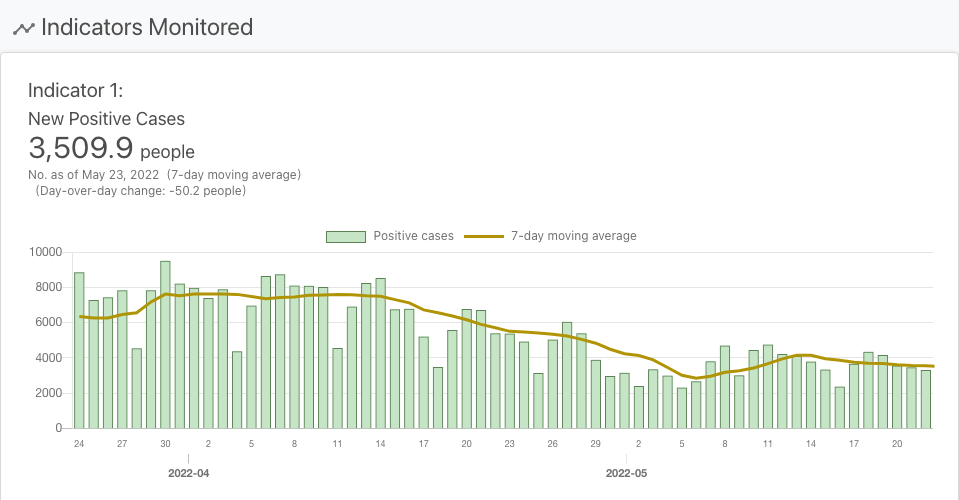 Indicators Monitored
Indicator 1:
New Positive Cases
3,509.9 people
No. as of May 23, 2022 (7-day moving average)
(Day-over-day change: -50.2 people)
Positive cases 7-day moving average
10000
8000
6000
4000
2000
0
24 27 30 2 5 8 11 14 17 20 23 26 29 2 5 8 11 14 17 20
2022-04 2022-05